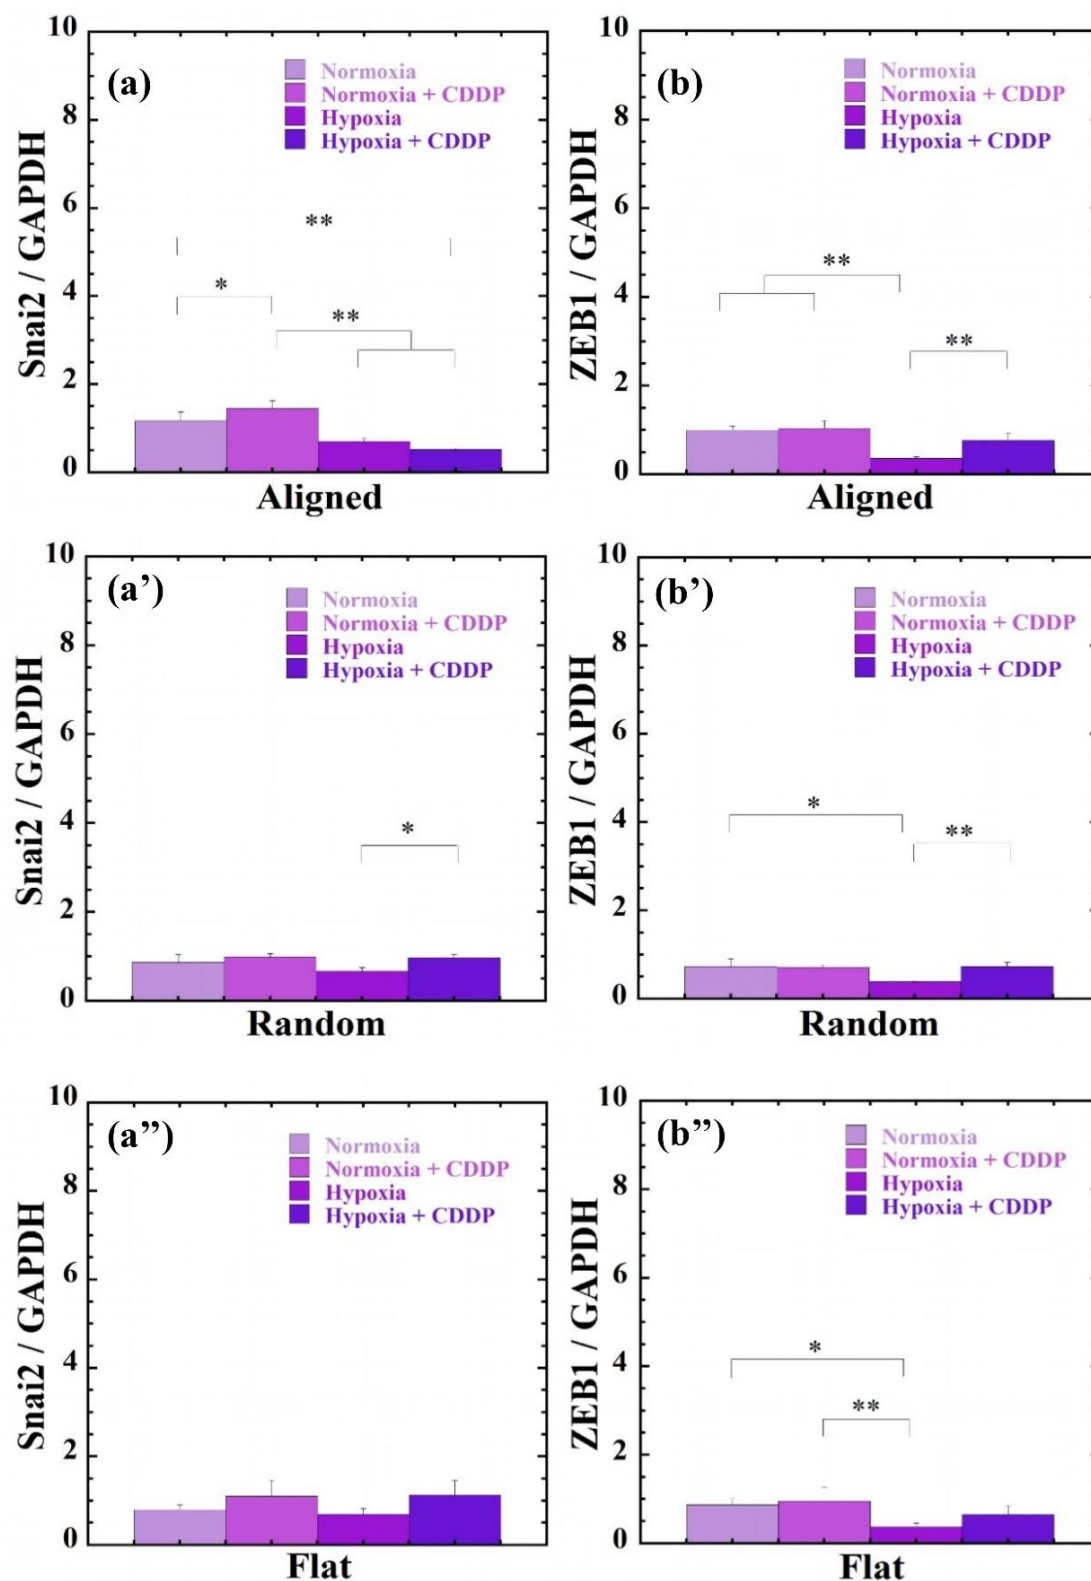 (a)
Snai2 / GAPDH
10
8
6
4
2
0
Normoxia
Normoxia + CDDP
Hypoxia
Hypoxia + CDDP
**
*
**
Aligned
(b)
ZEB1 / GAPDH
10
8
6
4
2
0
Normoxia
Normoxia + CDDP
Hypoxia
Hypoxia + CDDP
**
**
Aligned
(a’)
Snai2 / GAPDH
10
8
6
4
2
0
Normoxia
Normoxia + CDDP
Hypoxia
Hypoxia + CDDP
*
Random
(b’)
ZEB1 / GAPDH
10
8
6
4
2
0
Normoxia
Normoxia + CDDP
Hypoxia
Hypoxia + CDDP
*
**
Random
(a”)
Snai2 / GAPDH
10
8
6
4
2
0
Normoxia
Normoxia + CDDP
Hypoxia
Hypoxia + CDDP
Flat
(b”)
ZEB1 / GAPDH
10
8
6
4
2
0
Normoxia
Normoxia + CDDP
Hypoxia
Hypoxia + CDDP
*
**
Flat